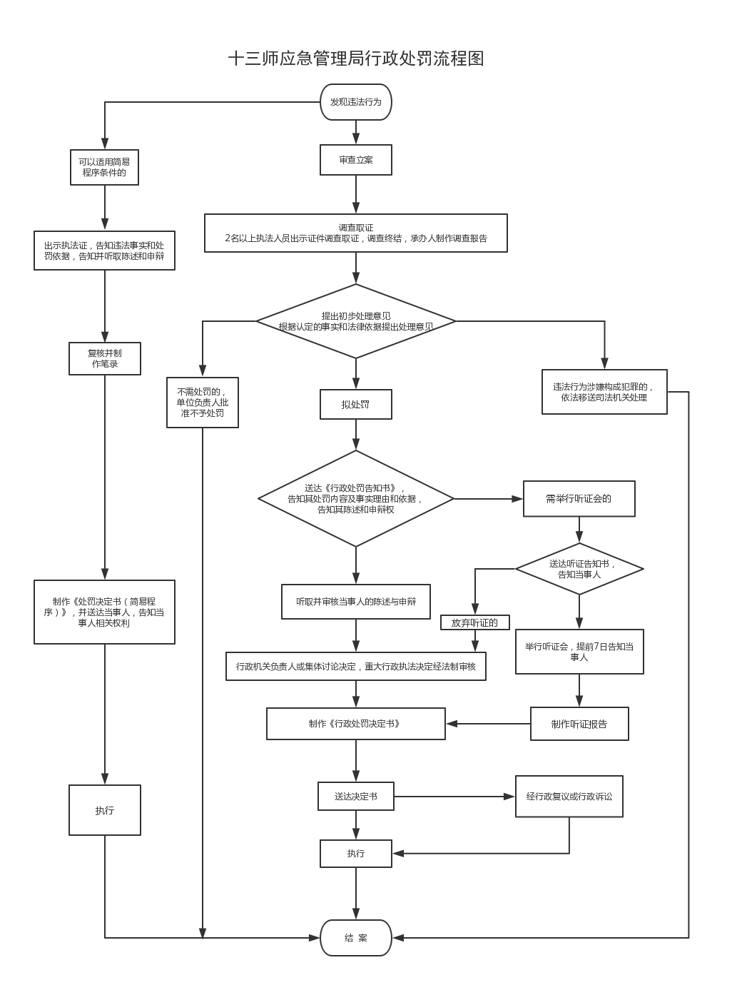 十三师应急管理局行政处罚流程图
发现违法行为
可以适用简易
程序条件的
审查立案
出示执法证，告知违法事实和处
罚依据，告知并听取陈述和申辩
调查取证
2名以上执法人员出示证件调查取证，调查终结，承办人制作调查报告
提出初步处理意见
根据认定的事实和法律依据提出处理意见
复核并制
作笔录
不需处罚的，
单位负责人批
准不予处罚
拟处罚
违法行为涉嫌构成犯罪的，
依法移送司法机关处理
送达《行政处罚告知书》，
告知其处罚内容及事实理由和依据，
告知其陈述和申辩权
需举行听证会的
送达听证告知书，
告知当事人
制作《处罚决定书（简易程
序）》，并送达当事人，告知当
事人相关权利
听取并审核当事人的陈述与申辩
放弃听证的
举行听证会，提前7日告知当
事人
行政机关负责人或集体讨论决定，重大行政执法决定经法制审核
制作《行政处罚决定书》
制作听证报告
执行
送达决定书
经行政复议或行政诉讼
执行
结 案